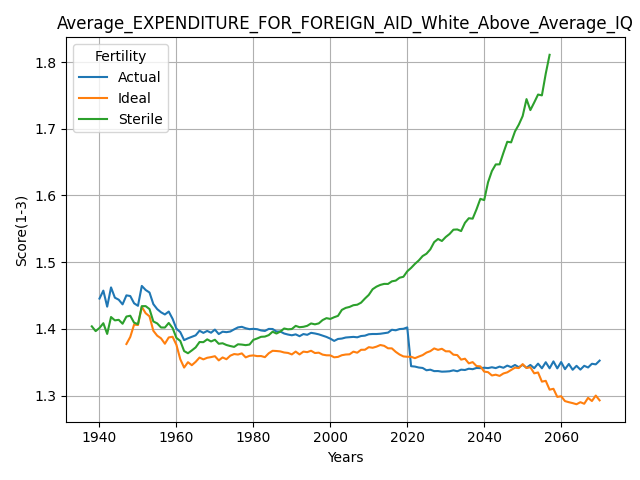 Average_EXPENDITURE_FOR_FOREIGN_AID_White_Above_Average_IQ
Fertility
Actual
Ideal
Sterile
Score(1-3)
1.8
1.7
1.6
1.5
1.4
1.3
1940
1960
1980
2000
2020
2040
2060
Years